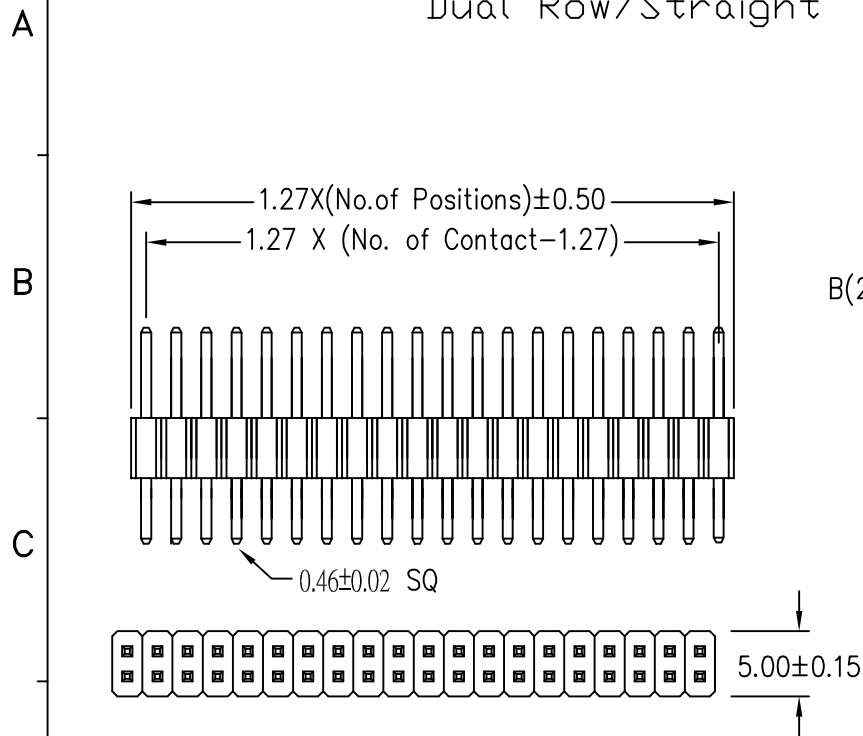 A
Dual Row/Straight
1.27X(No.of Positions)±0.50
1.27 X (No. of Contact-1.27)
B
B(2
C
0.46±0.02 SQ
5.00±0.15